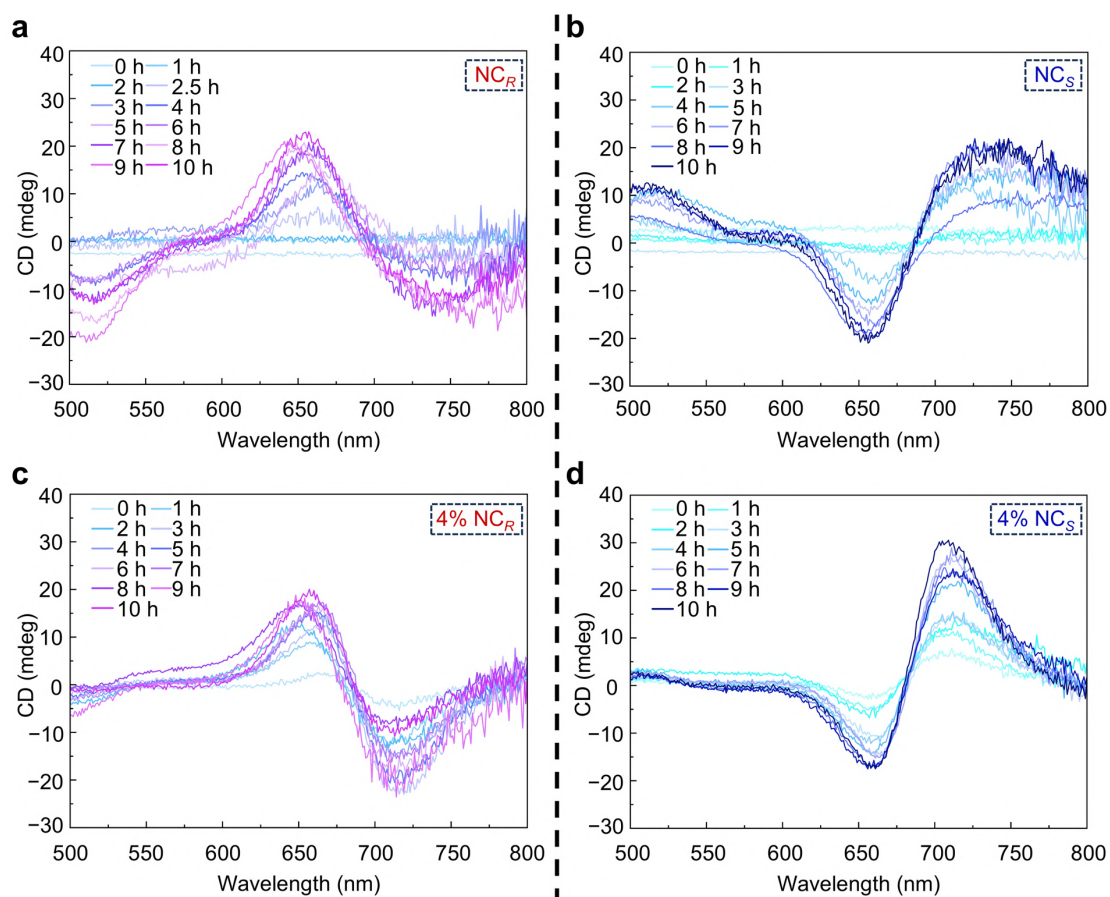 a
40
30
20
10
0
−10
−20
−30
CD (mdeg)
0 h 1 h
2 h 2.5 h
3 h 4 h
5 h 6 h
7 h 8 h
9 h 10 h
NC_R
500 550 600 650 700 750 800
Wavelength (nm)
b
40
30
20
10
0
−10
−20
−30
CD (mdeg)
0 h 1 h
2 h 3 h
4 h 5 h
6 h 7 h
8 h 9 h
10 h
NC_S
500 550 600 650 700 750 800
Wavelength (nm)
c
40
30
20
10
0
−10
−20
−30
CD (mdeg)
0 h 1 h
2 h 3 h
4 h 5 h
6 h 7 h
8 h 9 h
10 h
4% NC_R
500 550 600 650 700 750 800
Wavelength (nm)
d
40
30
20
10
0
−10
−20
−30
CD (mdeg)
0 h 1 h
2 h 3 h
4 h 5 h
6 h 7 h
8 h 9 h
10 h
4% NC_S
500 550 600 650 700 750 800
Wavelength (nm)